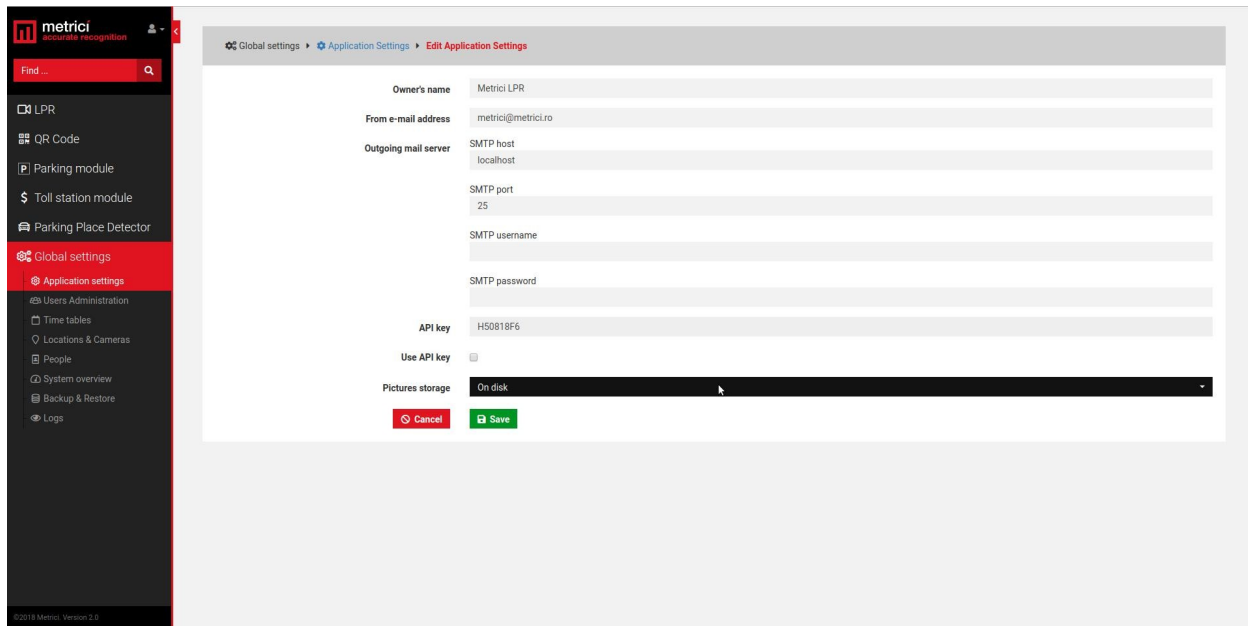 metrici
accurate recognition
Find ...
LPR
QR Code
Parking module
Toll station module
Parking Place Detector
Global settings
Application settings
Users Administration
Time tables
Locations & Cameras
People
System overview
Backup & Restore
Logs
©2018 Metrici. Version 2.0
Global settings Application Settings Edit Application Settings
Owner's name Metrici LPR
From e-mail address metrici@metrici.ro
Outgoing mail server SMTP host
localhost
SMTP port
25
SMTP username
SMTP password
API key H50818F6
Use API key
Pictures storage On disk
Cancel Save